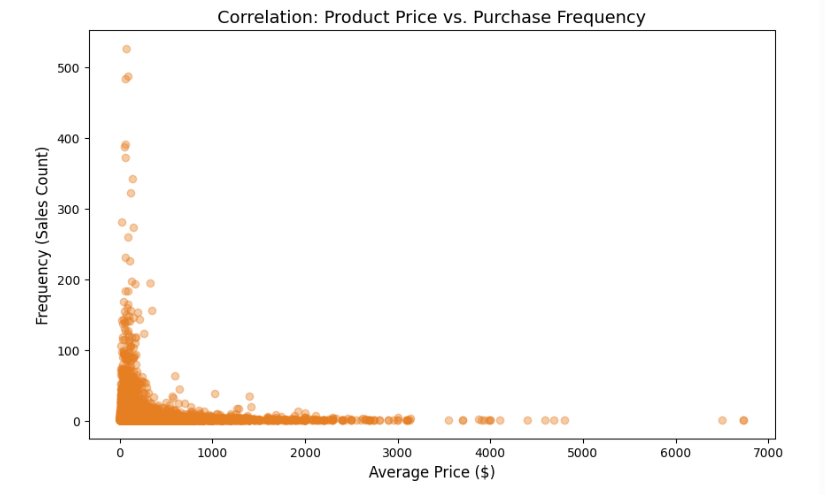 Correlation: Product Price vs. Purchase Frequency
500
400
300
200
100
0
Frequency (Sales Count)
0 1000 2000 3000 4000 5000 6000 7000
Average Price ($)